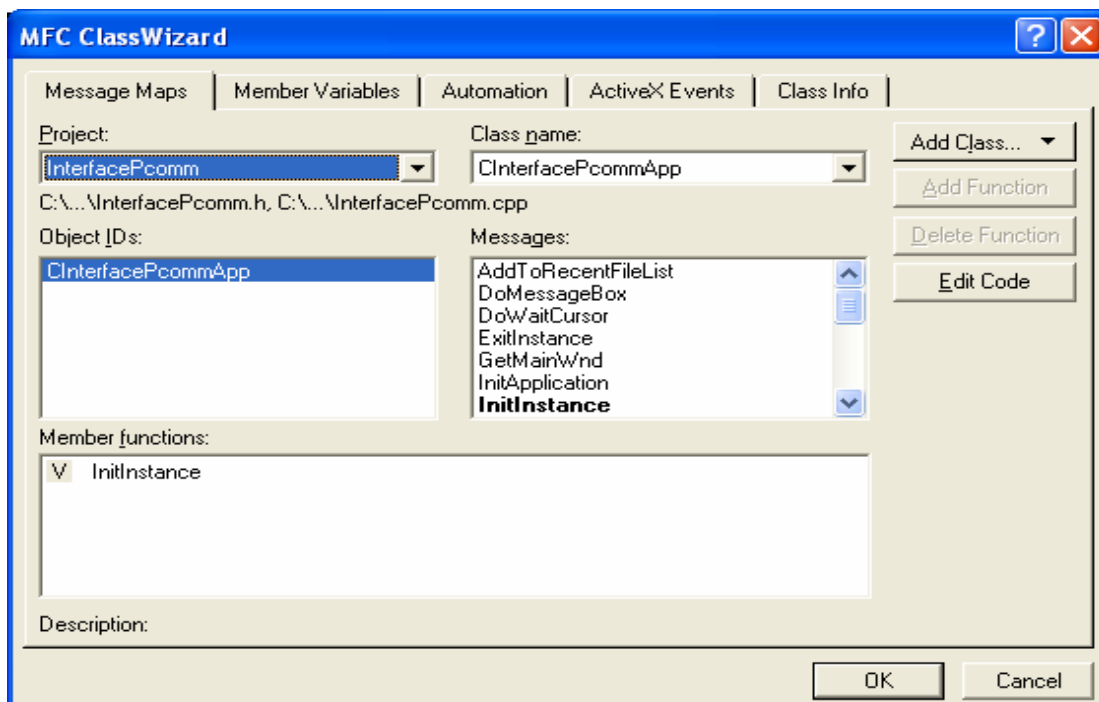 MFC ClassWizard
Message Maps
Member Variables
Automation
ActiveX Events
Class Info
Project:
InterfacePcomm
Class name:
CInterfacePcommApp
Add Class...
Add Function
C:\...\InterfacePcomm.h, C:\...\InterfacePcomm.cpp
Delete Function
Edit Code
Object IDs:
CInterfacePcommApp
Messages:
AddToRecentFileList
DoMessageBox
DoWaitCursor
ExitInstance
GetMainWnd
InitApplication
InitInstance
Member functions:
V InitInstance
Description:
OK
Cancel